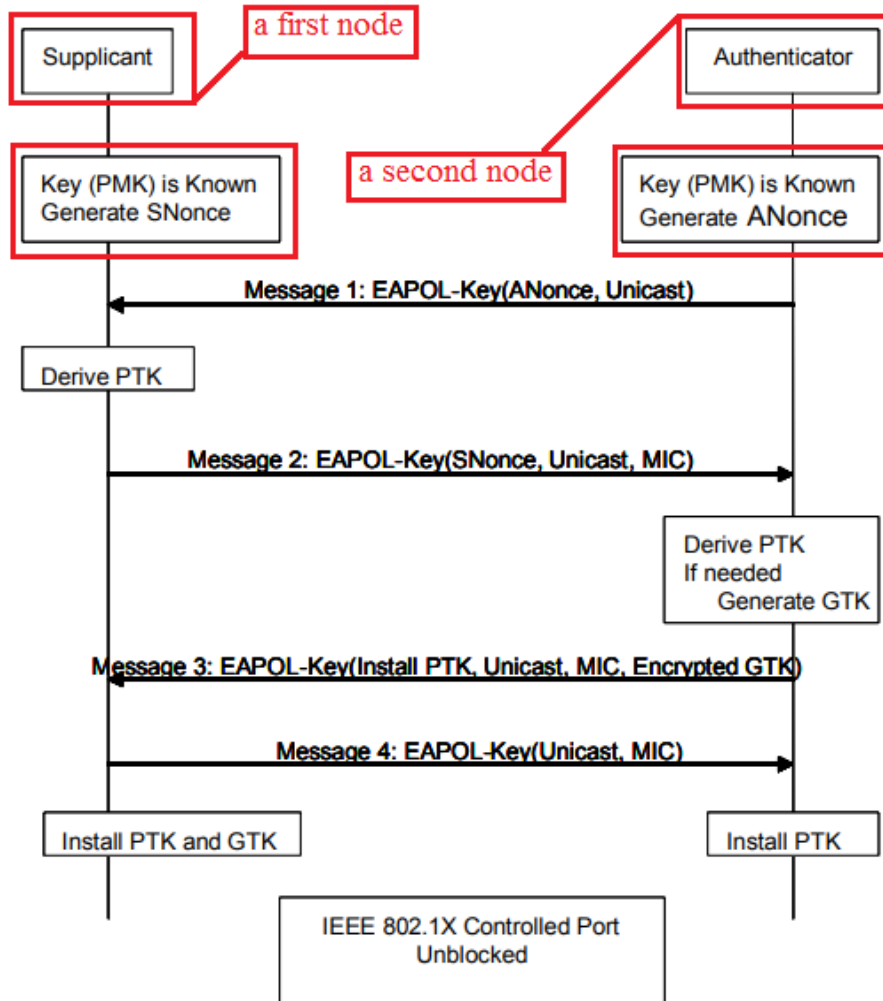 a first node
Supplicant
Authenticator
a second node
Key (PMK) is Known
Generate SNonce
Key (PMK) is Known
Generate ANonce
Message 1: EAPOL-Key(ANonce, Unicast)
Derive PTK
Message 2: EAPOL-Key(SNonce, Unicast, MIC)
Derive PTK
If needed
Generate GTK
Message 3: EAPOL-Key(Install PTK, Unicast, MIC, Encrypted GTK)
Message 4: EAPOL-Key(Unicast, MIC)
Install PTK and GTK
Install PTK
IEEE 802.1X Controlled Port
Unblocked